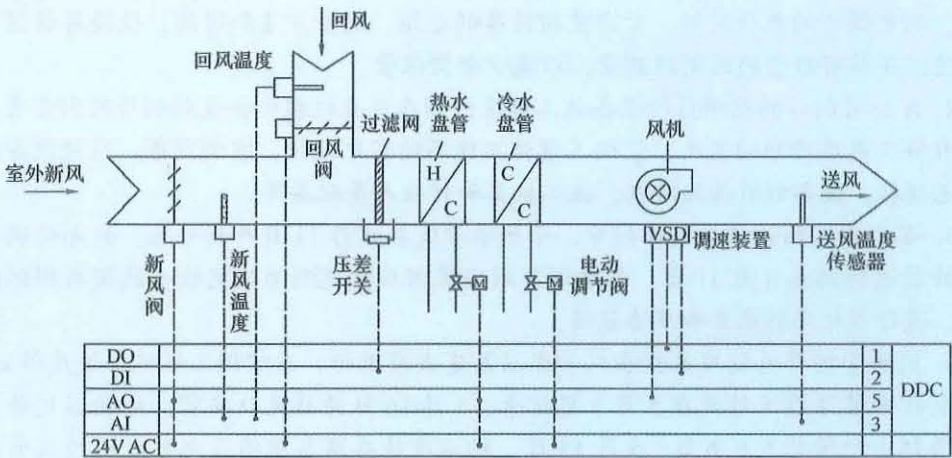 回风
回风温度
热水
盘管
冷水
盘管
过滤网
回风
阀
风机
室外新风
H
C
C
C
送风
VSD
调速装置
送风温度
传感器
新风阀
新风温度
压差
开关
电动
调节阀
M
M
DO 1
DI 2
AO 5
AI 3
DDC
24V AC